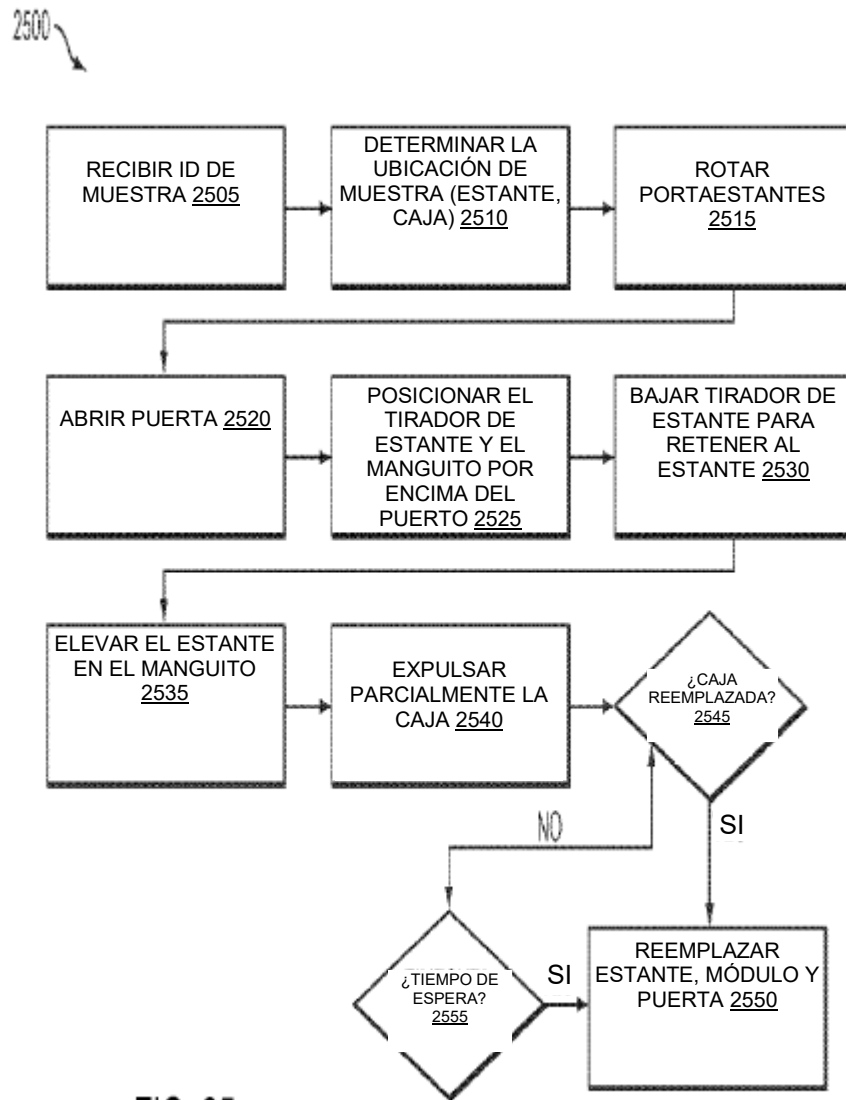 2500
RECIBIR ID DE
MUESTRA 2505
DETERMINAR LA
UBICACIÓN DE
MUESTRA (ESTANTE,
CAJA) 2510
ROTAR
PORTAESTANTES
2515
ABRIR PUERTA 2520
POSICIONAR EL
TIRADOR DE
ESTANTE Y EL
MANGUITO POR
ENCIMA DEL
PUERTO 2525
BAJAR TIRADOR DE
ESTANTE PARA
RETENER AL
ESTANTE 2530
ELEVAR EL ESTANTE
EN EL MANGUITO
2535
EXPULSAR
PARCIALMENTE LA
CAJA 2540
¿CAJA
REEMPLAZADA?
2545
NO
SI
¿TIEMPO DE
ESPERA?
2555
SI
REEMPLAZAR
ESTANTE, MÓDULO Y
PUERTA 2550